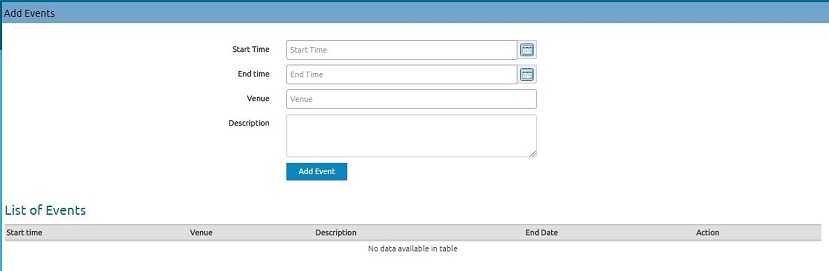 Add Events
Start Time Start Time
End time End Time
Venue Venue
Description
Add Event
List of Events
Start time Venue Description End Date Action
No data available in table